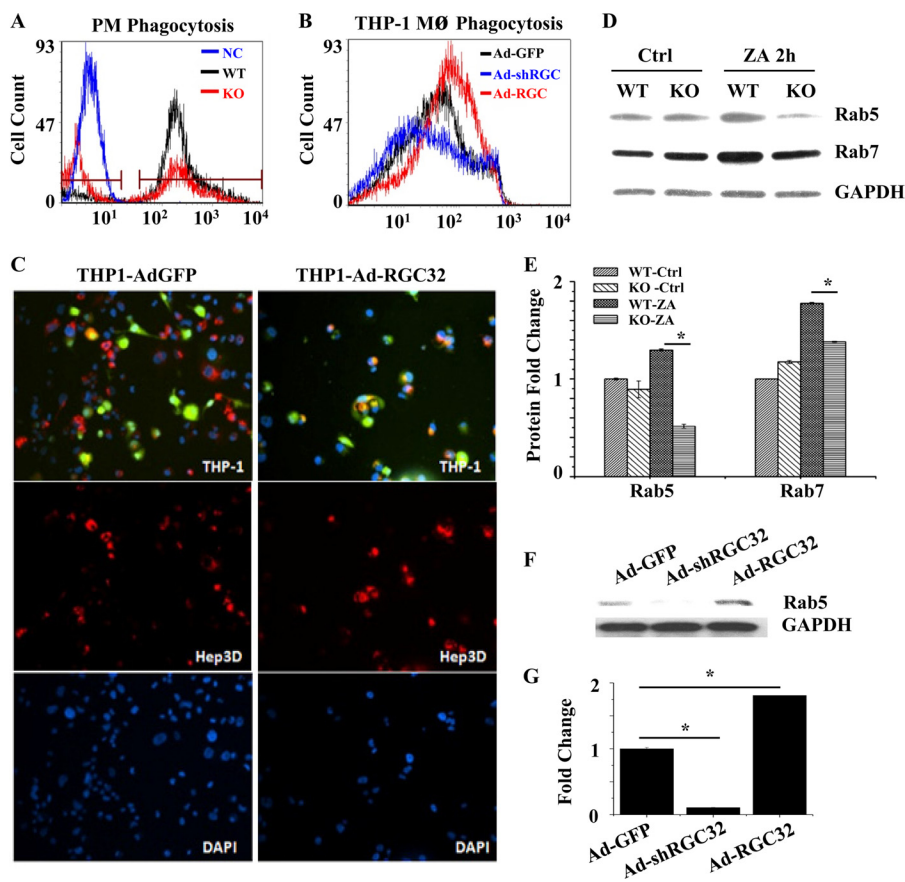 A PM Phagocytosis
93
47
0
Cell Count
NC
WT
KO
10¹ 10² 10³ 10⁴
B THP-1 MØ Phagocytosis
93
47
0
Cell Count
Ad-GFP
Ad-shRGC
Ad-RGC
10¹ 10² 10³ 10⁴
D
Ctrl ZA 2h
WT KO WT KO
Rab5
Rab7
GAPDH
C
THP1-AdGFP THP1-Ad-RGC32
THP-1 THP-1
Hep3D Hep3D
DAPI DAPI
E
WT-Ctrl
KO -Ctrl
WT-ZA
KO-ZA
2
1
0
Protein Fold Change
* *
Rab5 Rab7
F
Ad-GFP Ad-shRGC32 Ad-RGC32
Rab5
GAPDH
G
2
1
0
Fold Change
*
*
Ad-GFP Ad-shRGC32 Ad-RGC32